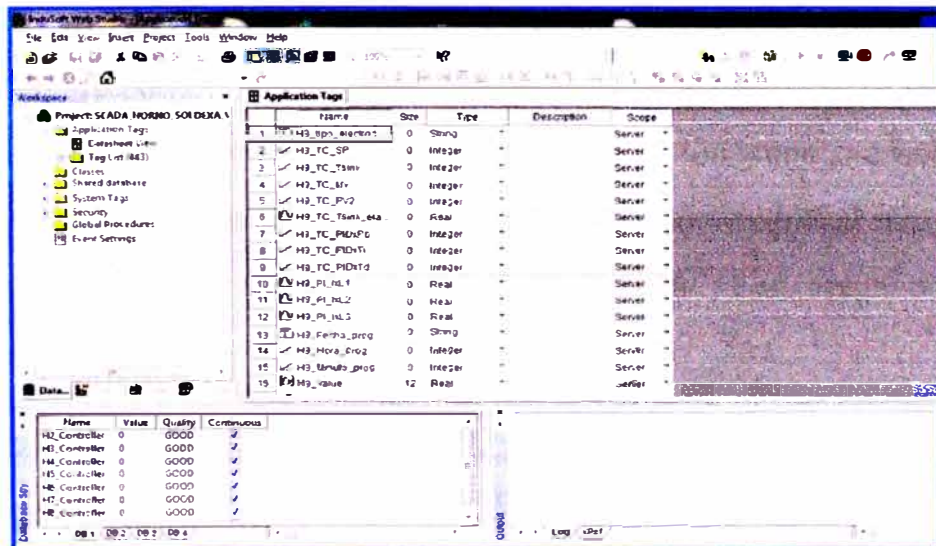 InduSoft Web Studio
File Edit View Insert Project Tools Window Help
Workspace
Project: SCADA_HORNO_SOLDEXA
Application Tags
Datasheet View
Tag List (443)
Classes
Shared database
System Tags
Security
Global Procedures
Event Settings
Data...
Application Tags
Name Size Type Description Scope
1 0 String Server
2 H3_TC_SP 0 Integer Server
3 0 Integer Server
4 0 Integer Server
5 H3_TC_PV2 0 Integer Server
6 0 Real Server
7 H3_TC_PIDxPb 0 Integer Server
8 H3_TC_PIDxTi 0 Integer Server
9 H3_TC_PIDxTd 0 Integer Server
10 H3_PI_NL1 0 Real Server
11 H3_PI_NL2 0 Real Server
12 H3_PI_NL3 0 Real Server
13 H3_Fecha_prog 0 String Server
14 H3_Hora_prog 0 Integer Server
15 H3_Minuto_prog 0 Integer Server
H3_Value 12 Real Server
Name Value Quality Continuous
H2_Controller 0 GOOD
H3_Controller 0 GOOD
H4_Controller 0 GOOD
H5_Controller 0 GOOD
H6_Controller 0 GOOD
H7_Controller 0 GOOD
H8_Controller 0 GOOD
DB 1 DB 2 DB 3 DB 4
Database Spy
Output
Log xRef